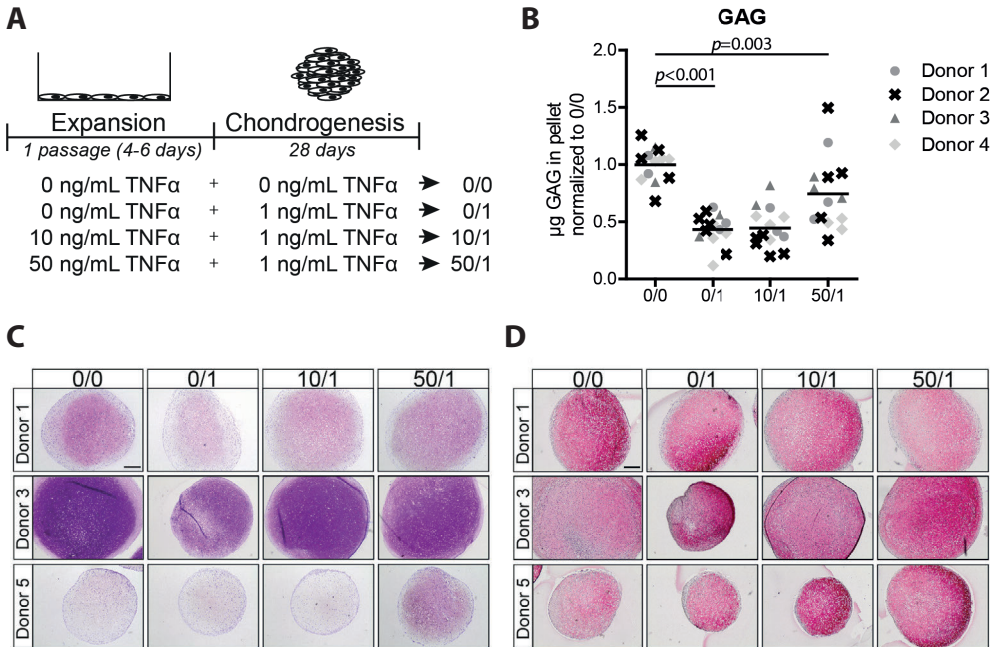 A
Expansion
Chondrogenesis
1 passage (4-6 days)
28 days
0 ng/mL TNFα + 0 ng/mL TNFα 0/0
0 ng/mL TNFα + 1 ng/mL TNFα 0/1
10 ng/mL TNFα + 1 ng/mL TNFα 10/1
50 ng/mL TNFα + 1 ng/mL TNFα 50/1
B
GAG
µg GAG in pellet
normalized to 0/0
2.0
1.5
1.0
0.5
0.0
p=0.003
p<0.001
0/0 0/1 10/1 50/1
Donor 1
Donor 2
Donor 3
Donor 4
C
0/0 0/1 10/1 50/1
Donor 1
Donor 3
Donor 5
D
0/0 0/1 10/1 50/1
Donor 1
Donor 3
Donor 5